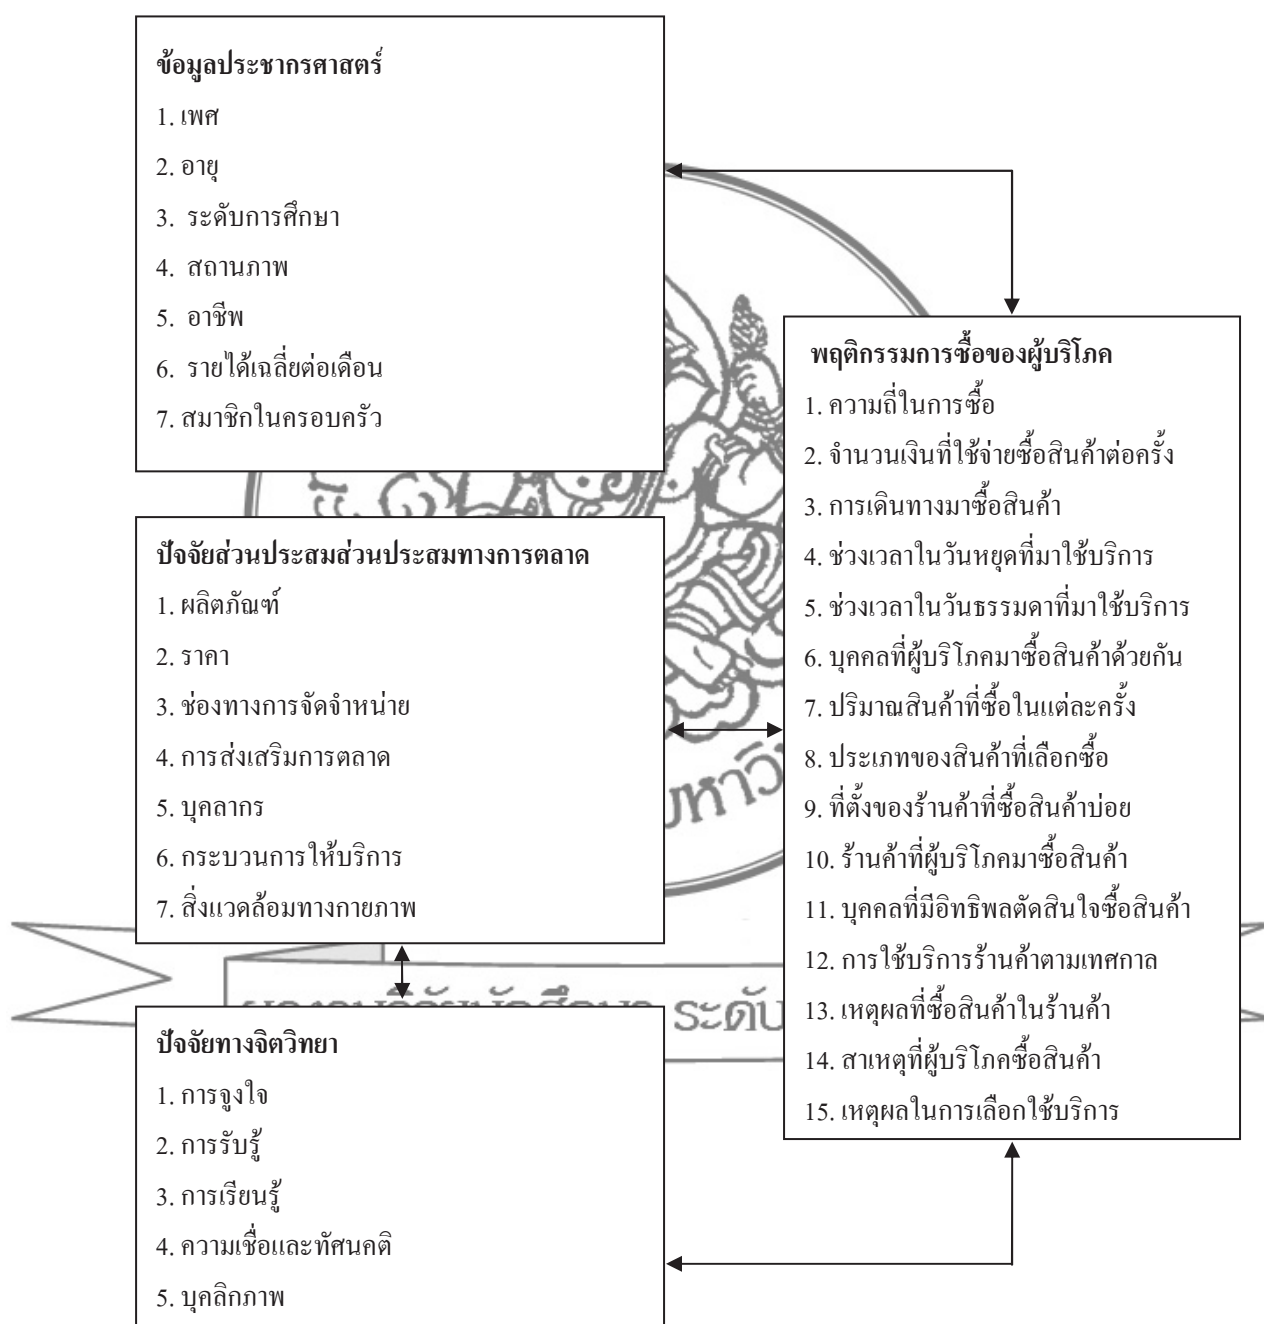 ข้อมูลประชากรศาสตร์
1. เพศ
2. อายุ
3. ระดับการศึกษา
4. สถานภาพ
5. อาชีพ
6. รายได้เฉลี่ยต่อเดือน
7. สมาชิกในครอบครัว
ปัจจัยส่วนประสมส่วนประสมทางการตลาด
1. ผลิตภัณฑ์
2. ราคา
3. ช่องทางการจัดจำหน่าย
4. การส่งเสริมการตลาด
5. บุคลากร
6. กระบวนการให้บริการ
7. สิ่งแวดล้อมทางกายภาพ
ปัจจัยทางจิตวิทยา
1. การจูงใจ
2. การรับรู้
3. การเรียนรู้
4. ความเชื่อและทัศนคติ
5. บุคลิกภาพ
พฤติกรรมการซื้อของผู้บริโภค
1. ความถี่ในการซื้อ
2. จำนวนเงินที่ใช้จ่ายซื้อสินค้าต่อครั้ง
3. การเดินทางมาซื้อสินค้า
4. ช่วงเวลาในวันหยุดที่มาใช้บริการ
5. ช่วงเวลาในวันธรรมดาที่มาใช้บริการ
6. บุคคลที่ผู้บริโภคมาซื้อสินค้าด้วยกัน
7. ปริมาณสินค้าที่ซื้อในแต่ละครั้ง
8. ประเภทของสินค้าที่เลือกซื้อ
9. ที่ตั้งของร้านค้าที่ซื้อสินค้าบ่อย
10. ร้านค้าที่ผู้บริโภคมาซื้อสินค้า
11. บุคคลที่มีอิทธิพลตัดสินใจซื้อสินค้า
12. การใช้บริการร้านค้าตามเทศกาล
13. เหตุผลที่ซื้อสินค้าในร้านค้า
14. สาเหตุที่ผู้บริโภคซื้อสินค้า
15. เหตุผลในการเลือกใช้บริการ
ระดับ